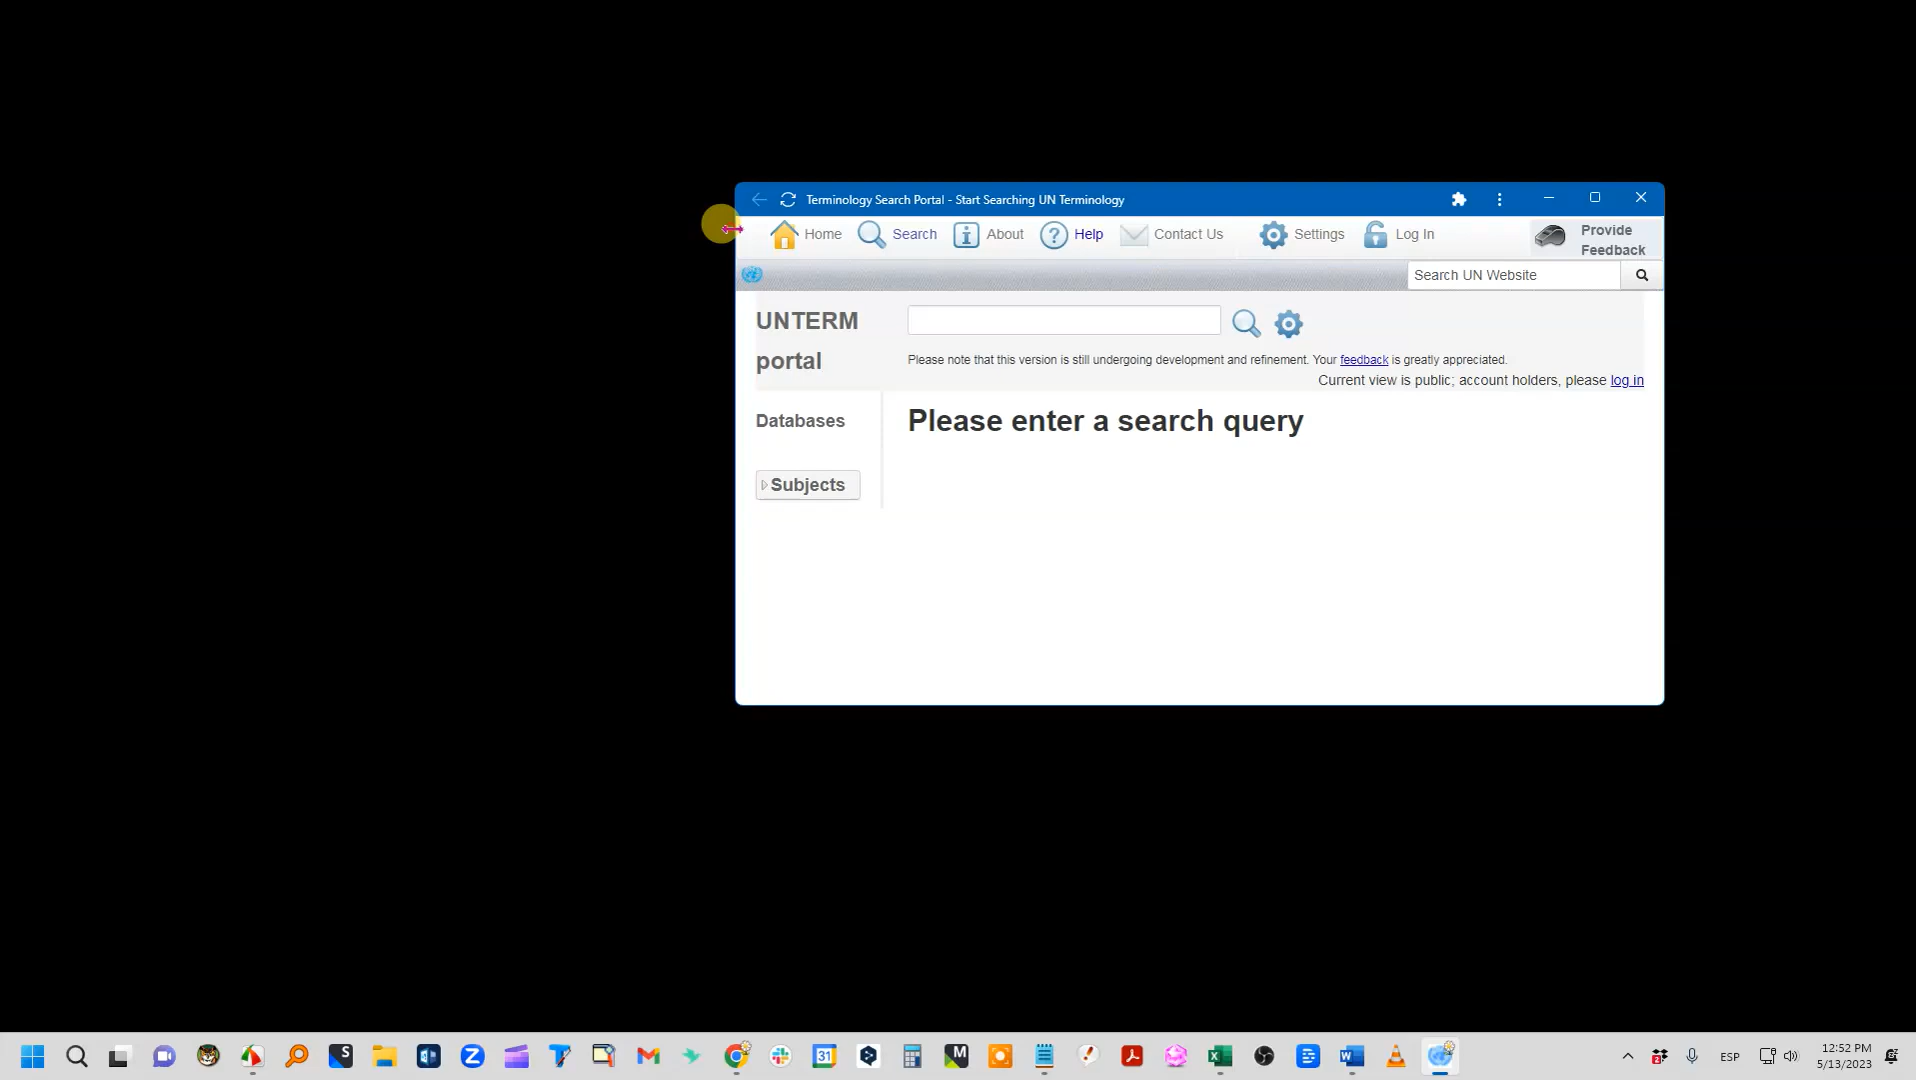 Terminology Search Portal - Start Searching UN Terminology
Home Search About Help Contact Us Settings Log In Provide
Feedback
Search UN Website
UNTERM
portal
Please note that this version is still undergoing development and refinement. Your feedback is greatly appreciated.
Current view is public; account holders, please log in
Databases
Please enter a search query
Subjects
S
31
M
2
ESP
12:52 PM
5/13/2023